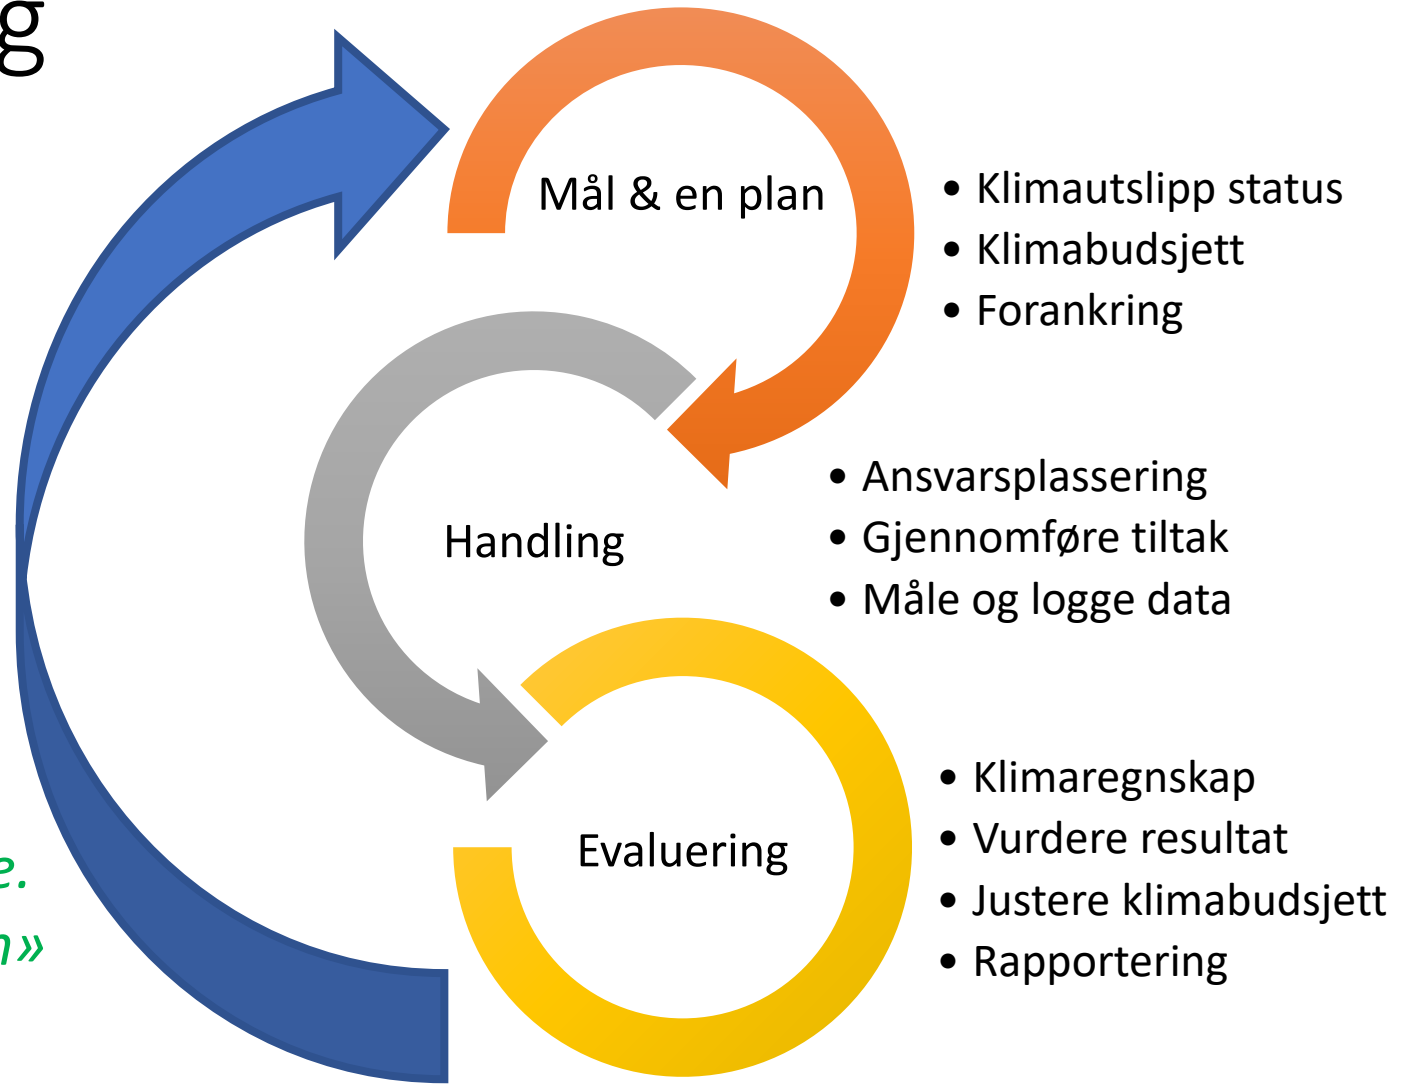 Mål & en plan
• Klimautslipp status
• Klimabudsjett
• Forankring
Handling
• Ansvarsplassering
• Gjennomføre tiltak
• Måle og logge data
Evaluering
• Klimaregnskap
• Vurdere resultat
• Justere klimabudsjett
• Rapportering